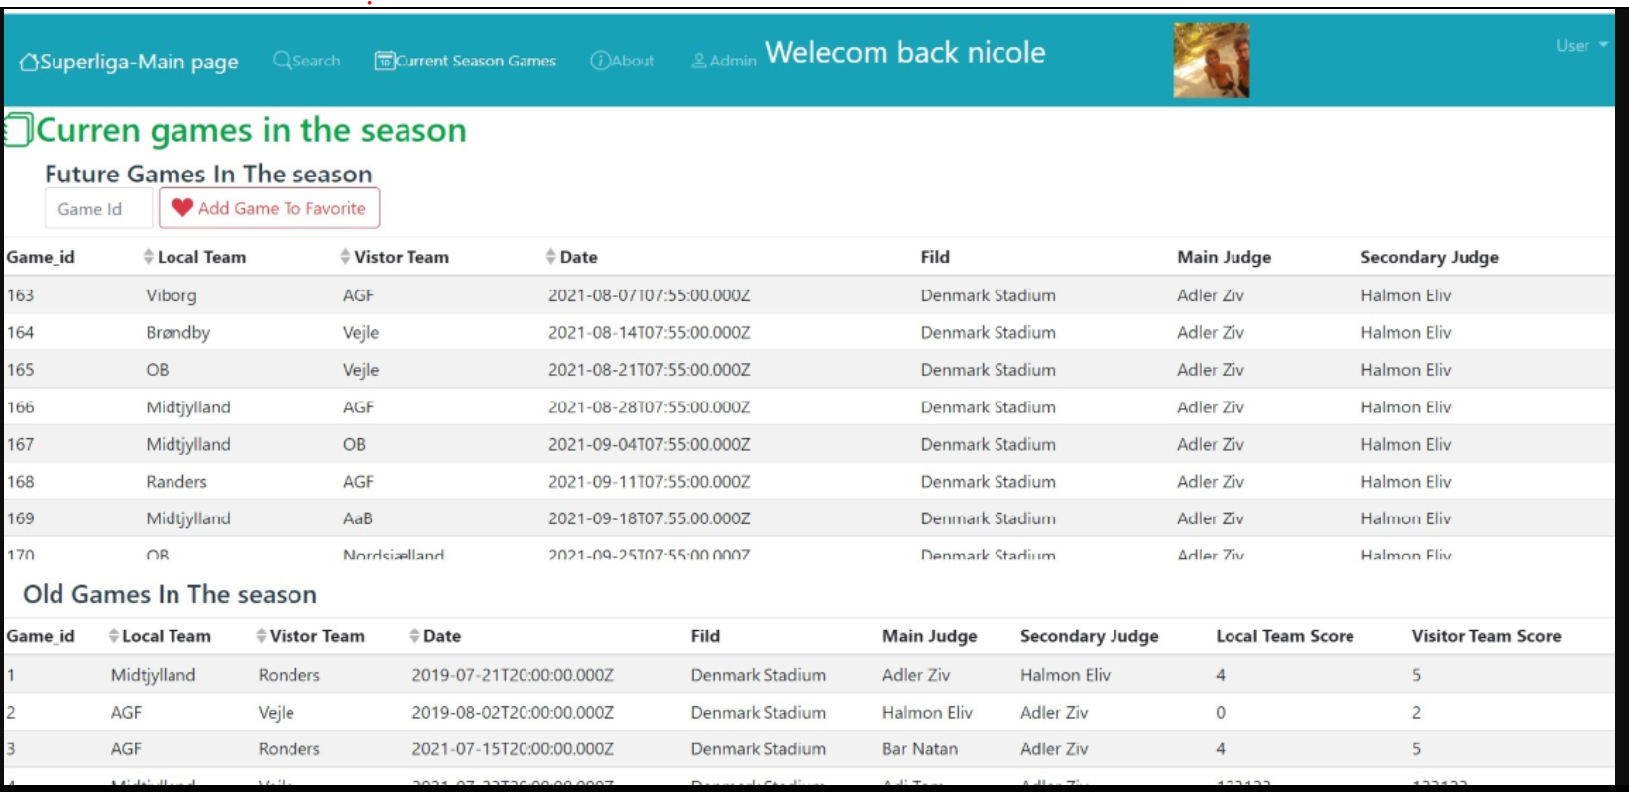 Superliga-Main page Search Current Season Games About Admin Welecom back nicole User
Curren games in the season
Future Games In The season
Game Id Add Game To Favorite
Game_id Local Team Vistor Team Date Fild Main Judge Secondary Judge
163 Viborg AGF 2021-08-07T07:55:00.000Z Denmark Stadium Adler Ziv Halmon Eliv
164 Brøndby Vejle 2021-08-14T07:55:00.000Z Denmark Stadium Adler Ziv Halmon Eliv
165 OB Vejle 2021-08-21T07:55:00.000Z Denmark Stadium Adler Ziv Halmon Eliv
166 Midtjylland AGF 2021-08-28T07:55:00.000Z Denmark Stadium Adler Ziv Halmon Eliv
167 Midtjylland OB 2021-09-04T07:55:00.000Z Denmark Stadium Adler Ziv Halmon Eliv
168 Randers AGF 2021-09-11T07:55:00.000Z Denmark Stadium Adler Ziv Halmon Eliv
169 Midtjylland AaB 2021-09-18T07:55:00.000Z Denmark Stadium Adler Ziv Halmon Eliv
170 OB Nordsjælland 2021-09-25T07:55:00.000Z Denmark Stadium Adler Ziv Halmon Eliv
Old Games In The season
Game_id Local Team Vistor Team Date Fild Main Judge Secondary Judge Local Team Score Visitor Team Score
1 Midtjylland Ronders 2019-07-21T20:00:00.000Z Denmark Stadium Adler Ziv Halmon Eliv 4 5
2 AGF Vejle 2019-08-02T20:00:00.000Z Denmark Stadium Halmon Eliv Adler Ziv 0 2
3 AGF Ronders 2021-07-15T20:00:00.000Z Denmark Stadium Bar Natan Adler Ziv 4 5
4 Midtjylland Vejle Denmark Stadium Adler Ziv